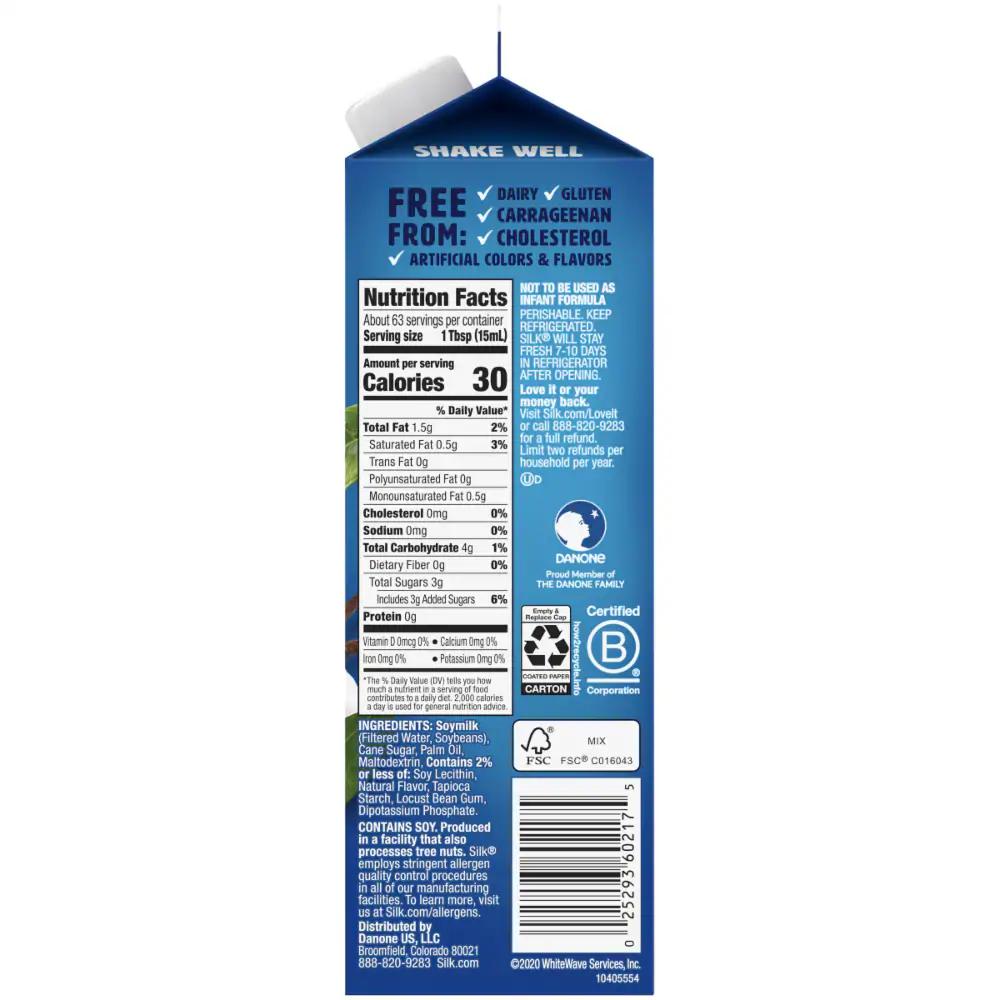 SHAKE WELL
FREE FROM:
✓ DAIRY ✓ GLUTEN
✓ CARRAGEENAN
✓ CHOLESTEROL
✓ ARTIFICIAL COLORS & FLAVORS
Nutrition Facts
About 63 servings per container
Serving size 1 Tbsp (15mL)
Amount per serving
Calories 30
% Daily Value*
Total Fat 1.5g 2%
Saturated Fat 0.5g 3%
Trans Fat 0g
Polyunsaturated Fat 0g
Monounsaturated Fat 0.5g
Cholesterol 0mg 0%
Sodium 0mg 0%
Total Carbohydrate 4g 1%
Dietary Fiber 0g 0%
Total Sugars 3g
Includes 3g Added Sugars 6%
Protein 0g
Vitamin D 0mcg 0% • Calcium 0mg 0%
Iron 0mg 0% • Potassium 0mg 0%
*The % Daily Value (DV) tells you how
much a nutrient in a serving of food
contributes to a daily diet. 2,000 calories
a day is used for general nutrition advice.
INGREDIENTS: Soymilk
(Filtered Water, Soybeans),
Cane Sugar, Palm Oil,
Maltodextrin, Contains 2%
or less of: Soy Lecithin,
Natural Flavor, Tapioca
Starch, Locust Bean Gum,
Dipotassium Phosphate.
CONTAINS SOY. Produced
in a facility that also
processes tree nuts. Silk®
employs stringent allergen
quality control procedures
in all of our manufacturing
facilities. To learn more, visit
us at Silk.com/allergens.
Distributed by
Danone US, LLC
Broomfield, Colorado 80021
888-820-9283 Silk.com
NOT TO BE USED AS
INFANT FORMULA
PERISHABLE. KEEP
REFRIGERATED.
SILK® WILL STAY
FRESH 7-10 DAYS
IN REFRIGERATOR
AFTER OPENING.
Love it or your
money back.
Visit Silk.com/LoveIt
or call 888-820-9283
for a full refund.
Limit two refunds per
household per year.
UD
DANONE
Proud Member of
THE DANONE FAMILY
Empty &
Replace Cap
COATED PAPER
CARTON
how2recycle.info
Certified
B
®
Corporation
®
FSC
MIX
FSC® C016043
0 25293 60217 5
©2020 WhiteWave Services, Inc.
10405554